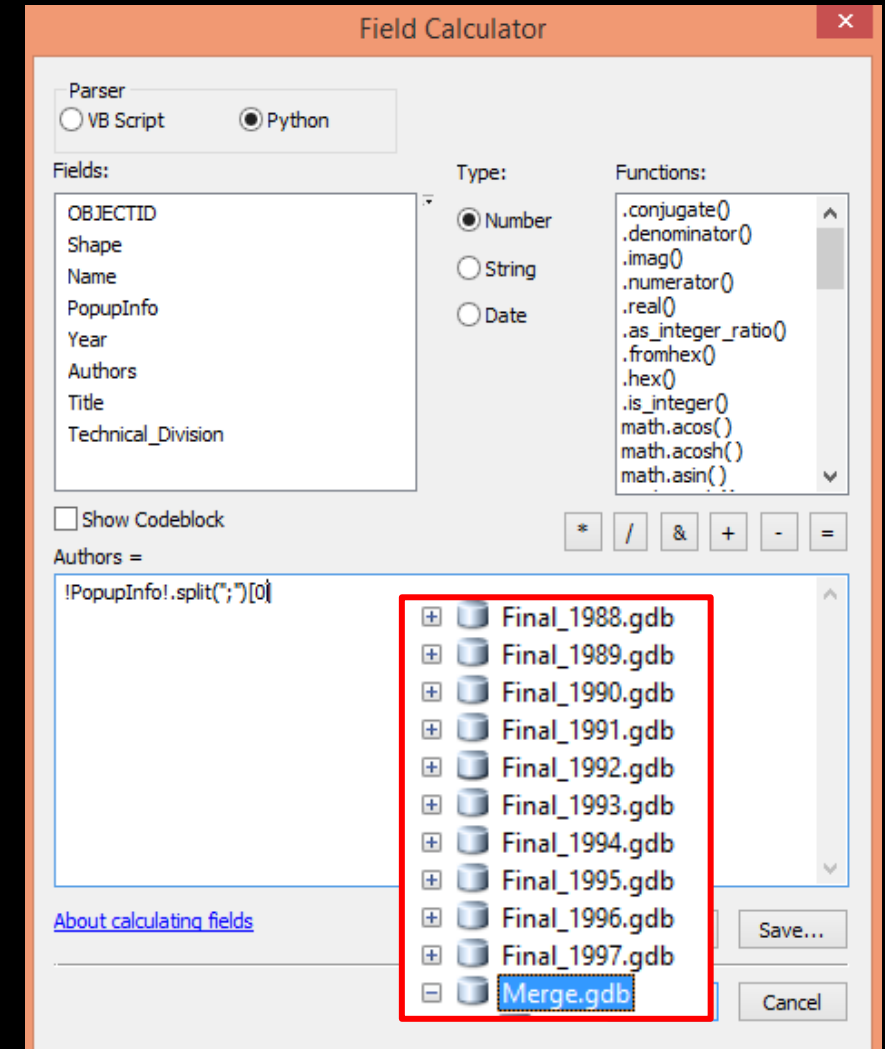 Field Calculator
×
Parser
VB Script
Python
Fields:
OBJECTID
Shape
Name
PopupInfo
Year
Authors
Title
Technical_Division
Type:
Number
String
Date
Functions:
.conjugate()
.denominator()
.imag()
.numerator()
.real()
.as_integer_ratio()
.fromhex()
.hex()
.is_integer()
math.acos( )
math.acosh( )
math.asin( )
Show Codeblock
* / & + - =
Authors =
!PopupInfo!.split(";")[0]
Final_1988.gdb
Final_1989.gdb
Final_1990.gdb
Final_1991.gdb
Final_1992.gdb
Final_1993.gdb
Final_1994.gdb
Final_1995.gdb
Final_1996.gdb
Final_1997.gdb
Merge.gdb
About calculating fields
Save...
Cancel